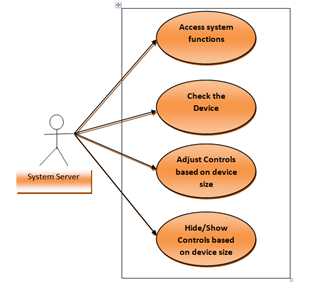 Access system
functions
Check the
Device
System Server
Adjust Controls
based on device
size
Hide/Show
Controls based
on device size